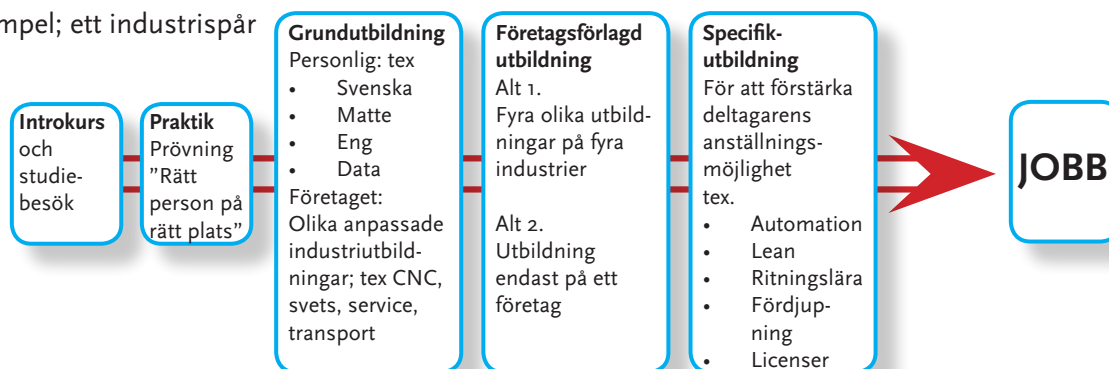 mpel; ett industrispår
Introkurs
och
studie-
besök
Praktik
Prövning
”Rätt
person på
rätt plats”
Grundutbildning
Personlig: tex
• Svenska
• Matte
• Eng
• Data
Företaget:
Olika anpassade
industriutbild-
ningar; tex CNC,
svets, service,
transport
Företagsförlagd
utbildning
Alt 1.
Fyra olika utbild-
ningar på fyra
industrier
Alt 2.
Utbildning
endast på ett
företag
Specifik-
utbildning
För att förstärka
deltagarens
anställnings-
möjlighet
tex.
• Automation
• Lean
• Ritningslära
• Fördjup-
ning
• Licenser
JOBB